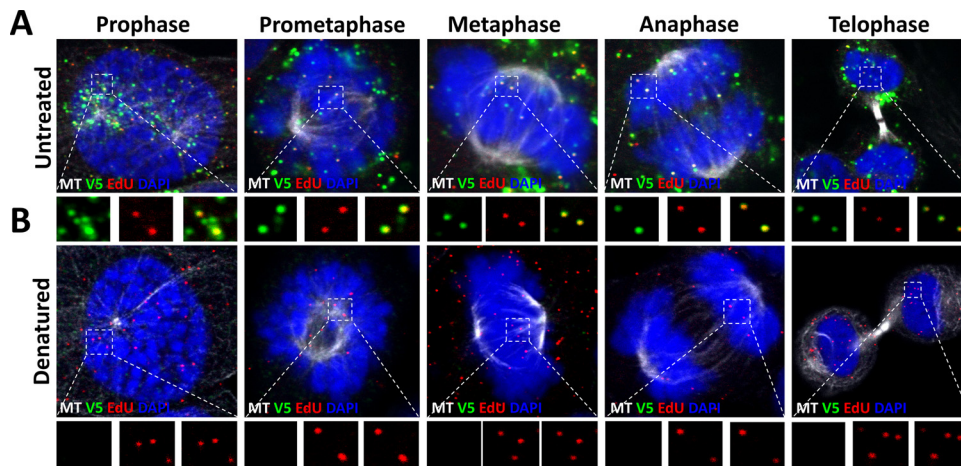 A
Prophase
Prometaphase
Metaphase
Anaphase
Telophase
Untreated
MT V5 EdU DAPI
MT V5 EdU DAPI
MT V5 EdU DAPI
MT V5 EdU DAPI
MT V5 EdU DAPI
B
Denatured
MT V5 EdU DAPI
MT V5 EdU DAPI
MT V5 EdU DAPI
MT V5 EdU DAPI
MT V5 EdU DAPI